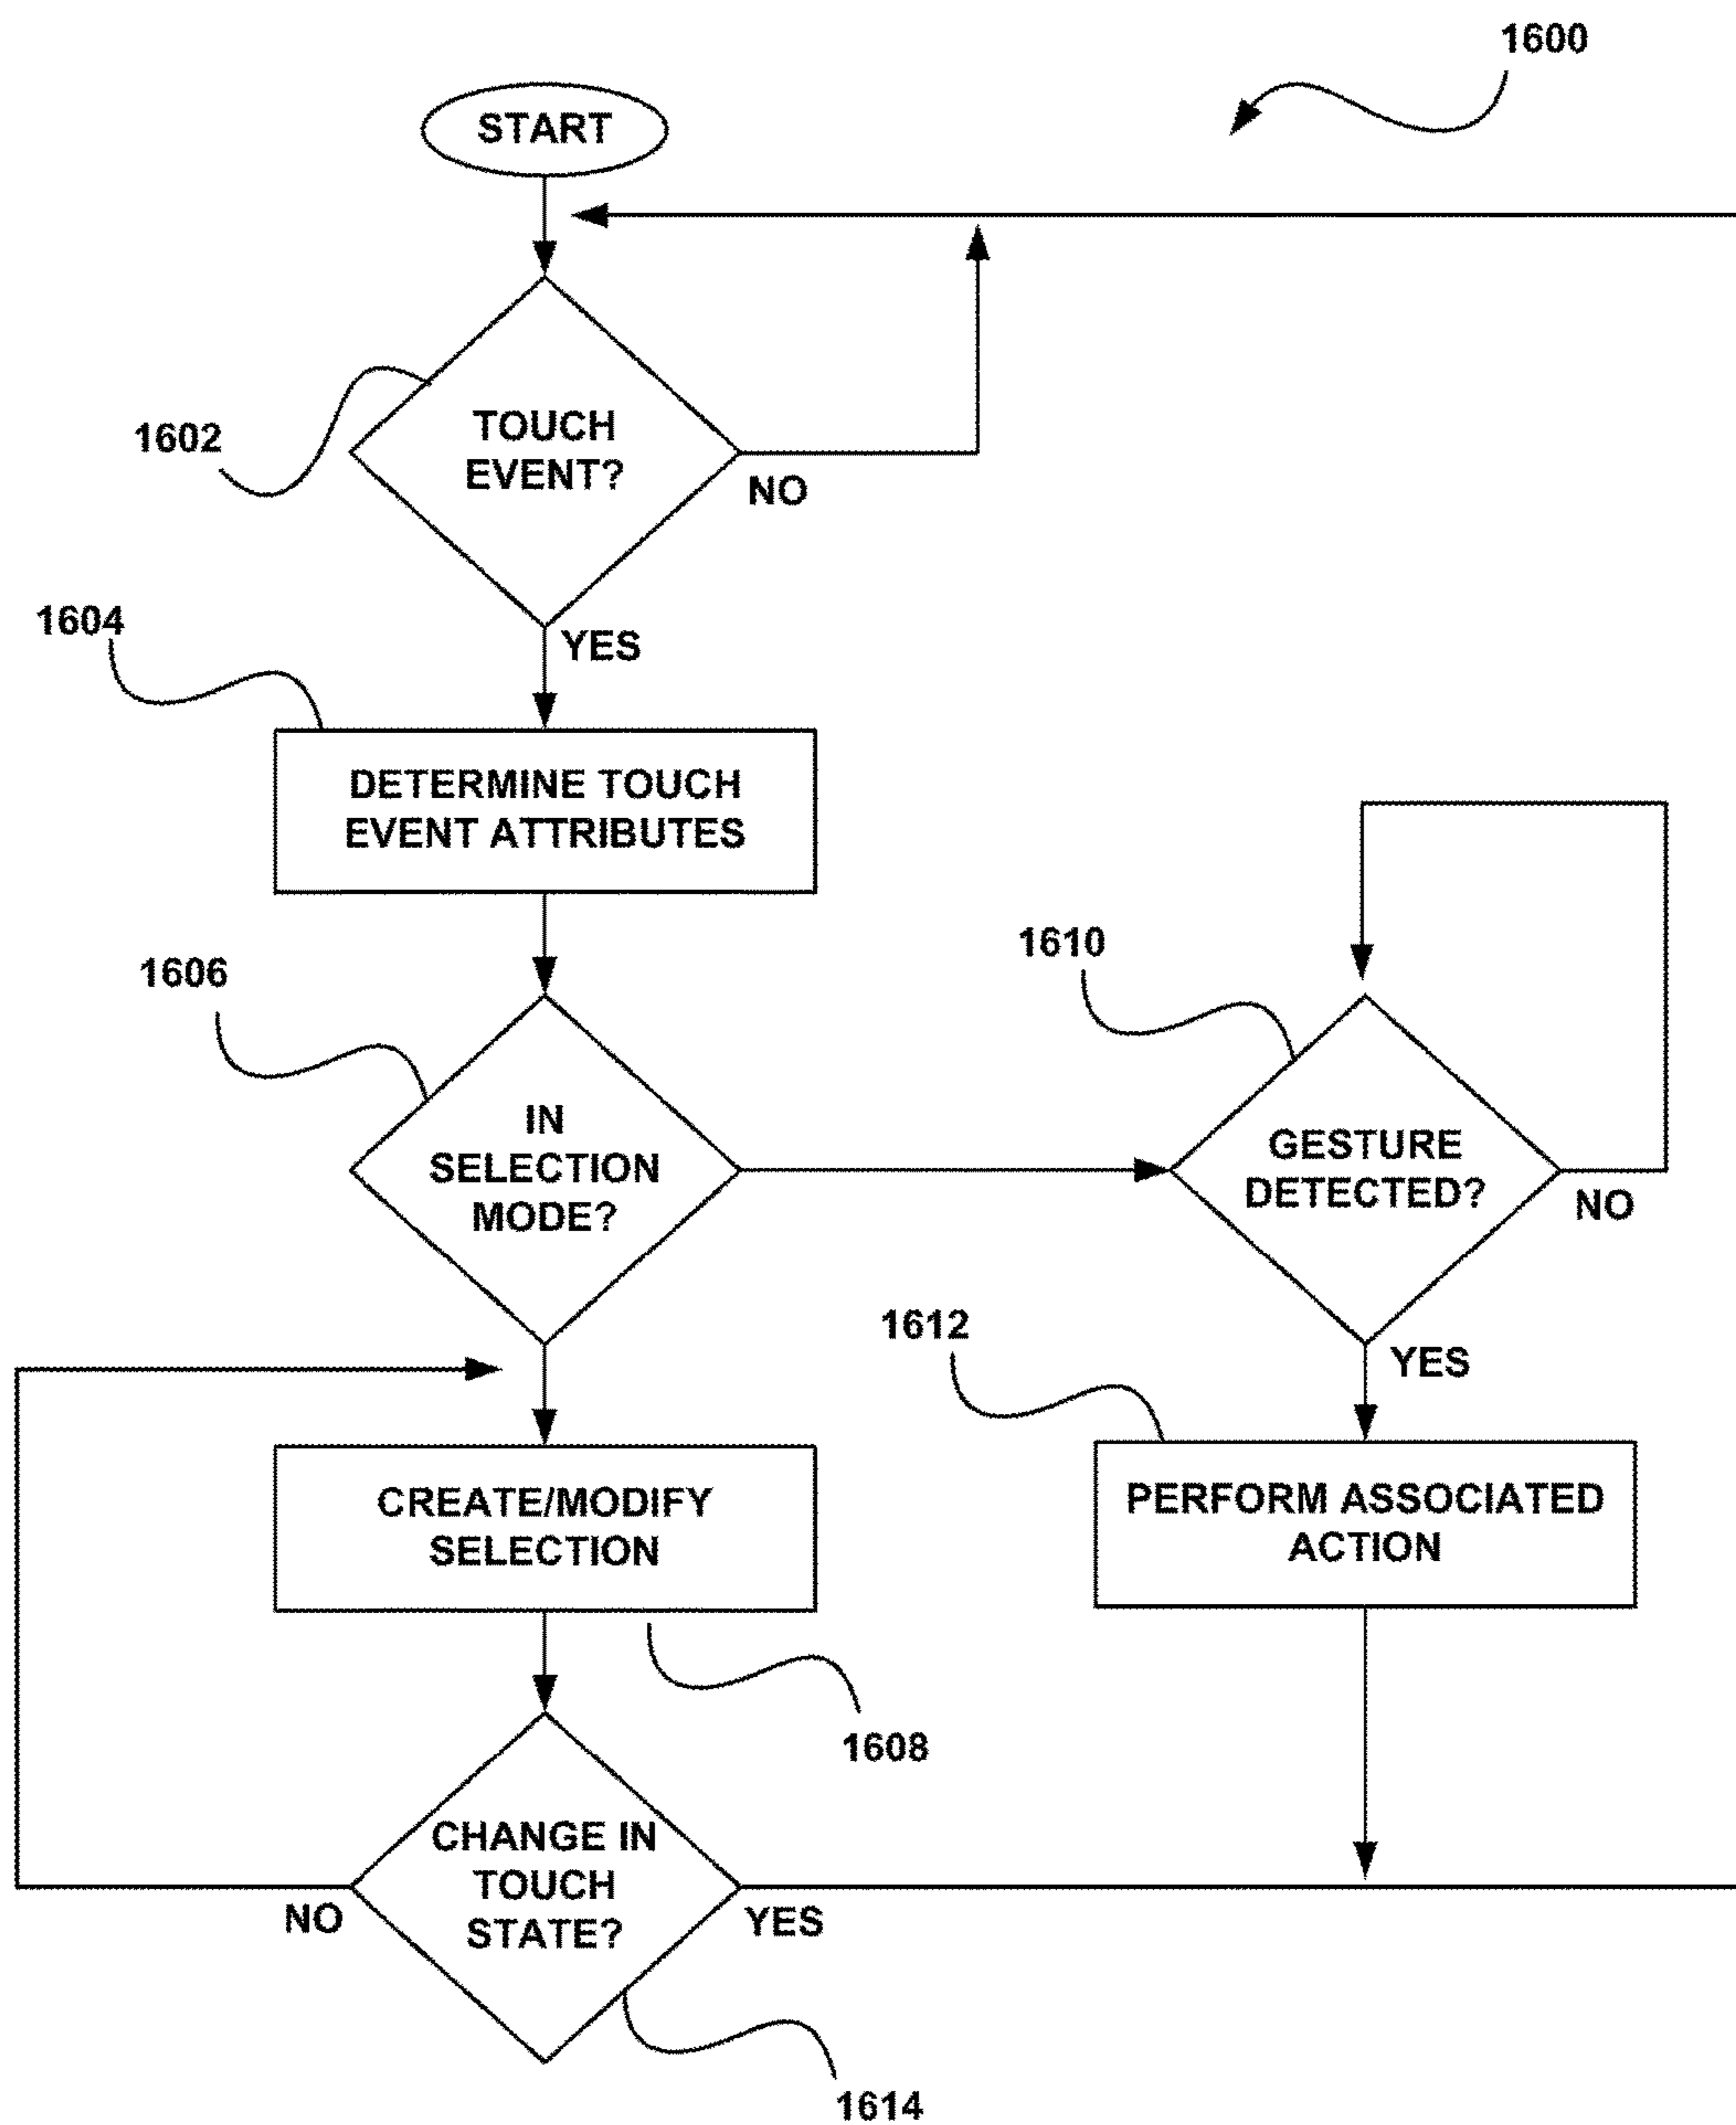 1600
START
1602
TOUCH
EVENT?
NO
YES
1604
DETERMINE TOUCH
EVENT ATTRIBUTES
1606
IN
SELECTION
MODE?
1610
GESTURE
DETECTED?
NO
YES
1612
PERFORM ASSOCIATED
ACTION
CREATE/MODIFY
SELECTION
1608
CHANGE IN
TOUCH
STATE?
NO
YES
1614